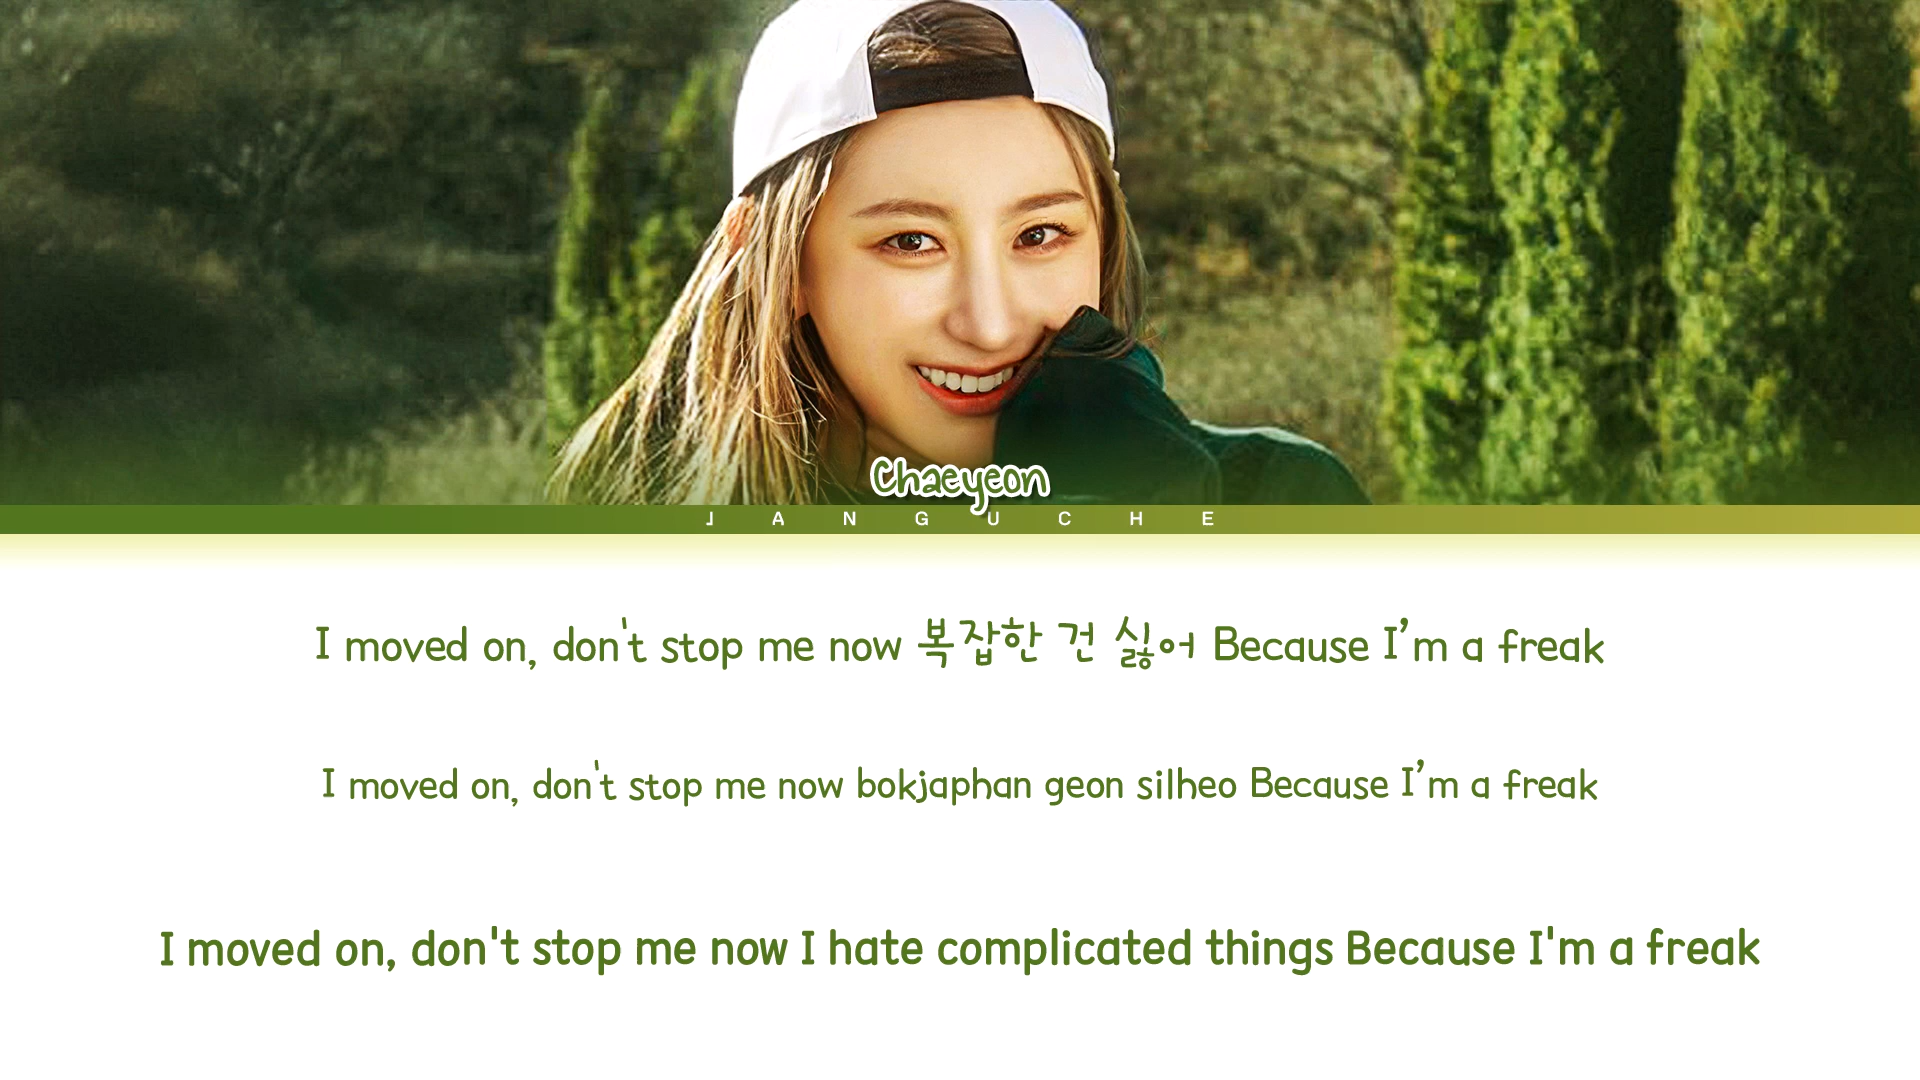 Chaeyeon
JANGUCHE
I moved on, don't stop me now 복잡한 건 싫어 Because I’m a freak
I moved on, don't stop me now bokjaphan geon silheo Because I’m a freak
I moved on, don't stop me now I hate complicated things Because I'm a freak